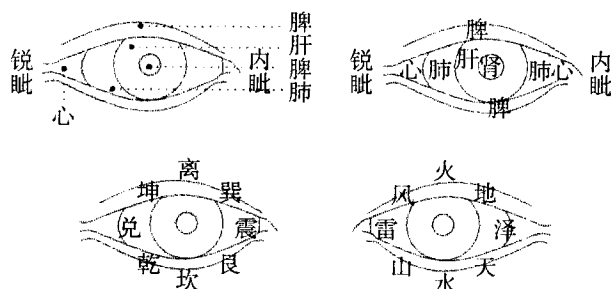 脾
肝
脾
肺
锐眦
内眦
心
脾
锐眦
心 肺 肝 肾 肺 心
内眦
脾
离
坤 巽
兑 震
乾 艮
坎
火
风 地
雷 泽
山 天
水